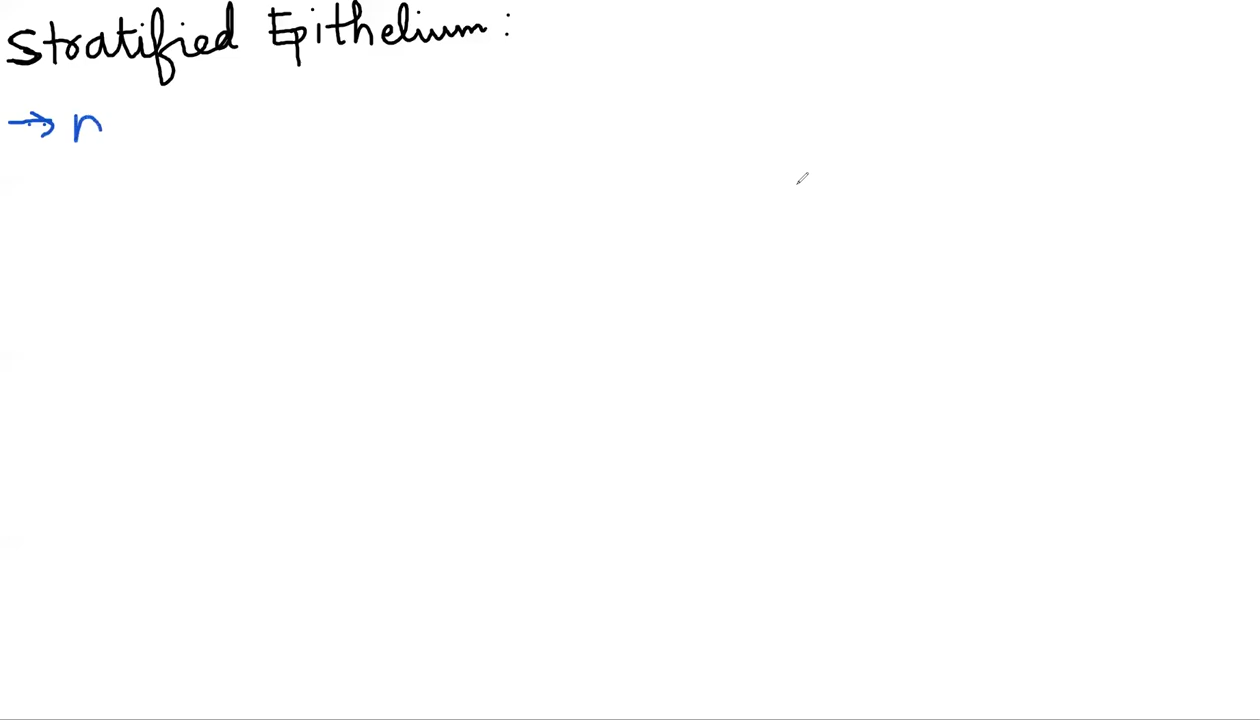 Stratified Epithelium :
→ n